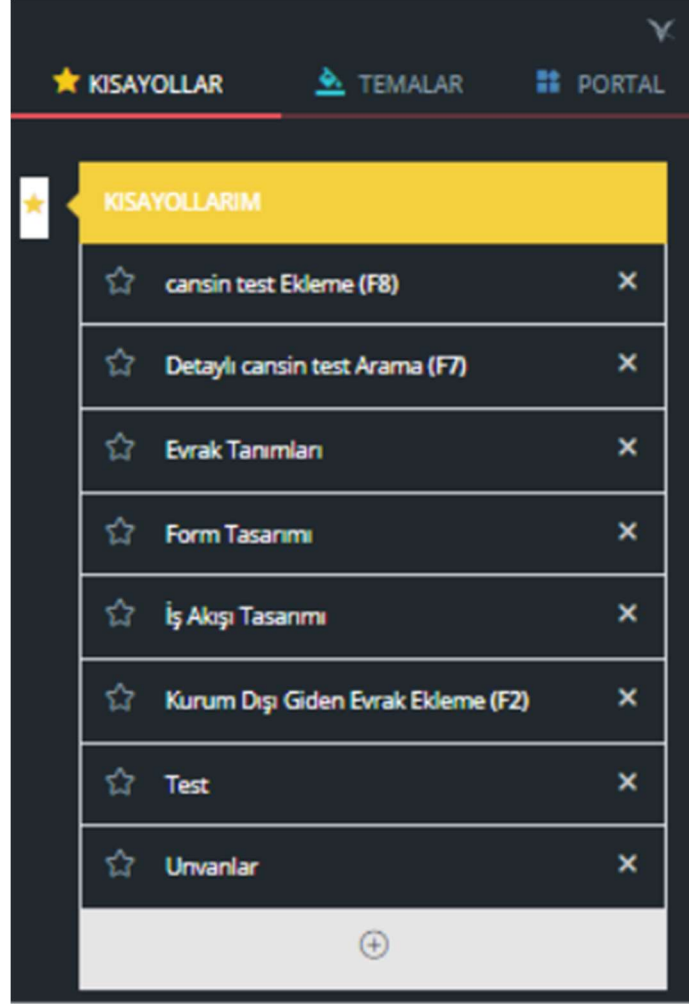 KISAYOLLAR TEMALAR PORTAL
KISAYOLLARIM
cansin test Ekleme (F8)
Detaylı cansin test Arama (F7)
Evrak Tanımları
Form Tasarımı
İş Akışı Tasarımı
Kurum Dışı Giden Evrak Ekleme (F2)
Test
Unvanlar